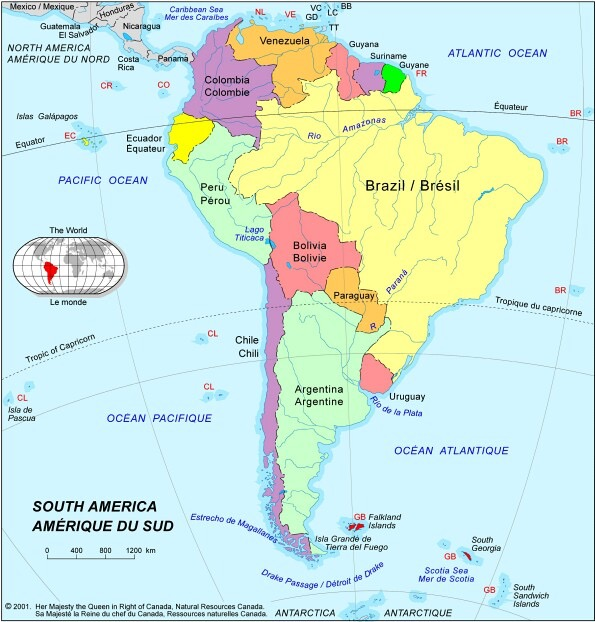 Mexico / Mexique
Honduras
Guatemala
El Salvador
Nicaragua
Costa
Rica
Panama
NORTH AMERICA
AMÉRIQUE DU NORD
Caribbean Sea
Mer des Caraïbes
NL
VE
VC
GD
LC
BB
TT
Venezuela
Guyana
Suriname
Guyane
FR
ATLANTIC OCEAN
Colombia
Colombie
CR
CO
Islas Galápagos
EC
Equator
Équateur
Ecuador
Équateur
Rio Amazonas
BR
BR
PACIFIC OCEAN
Peru
Pérou
Brazil / Brésil
The World
Le monde
Lago
Titicaca
Bolivia
Bolivie
Paraguay
R Paraná
BR
Tropique du capricorne
Tropic of Capricorn
CL
Chile
Chili
CL
CL
Isla de
Pascua
Argentina
Argentine
Uruguay
Rio de la Plata
OCÉAN PACIFIQUE
OCÉAN ATLANTIQUE
SOUTH AMERICA
AMÉRIQUE DU SUD
0 400 800 1200 km
Estrecho de Magallanes
GB
Falkland
Islands
Isla Grande de
Tierra del Fuego
Drake Passage / Détroit de Drake
South
Georgia
GB
Scotia Sea
Mer de Scotia
GB
South
Sandwich
Islands
ANTARCTICA
ANTARCTIQUE
© 2001. Her Majesty the Queen in Right of Canada, Natural Resources Canada.
Sa Majesté la Reine du chef du Canada, Ressources naturelles Canada.